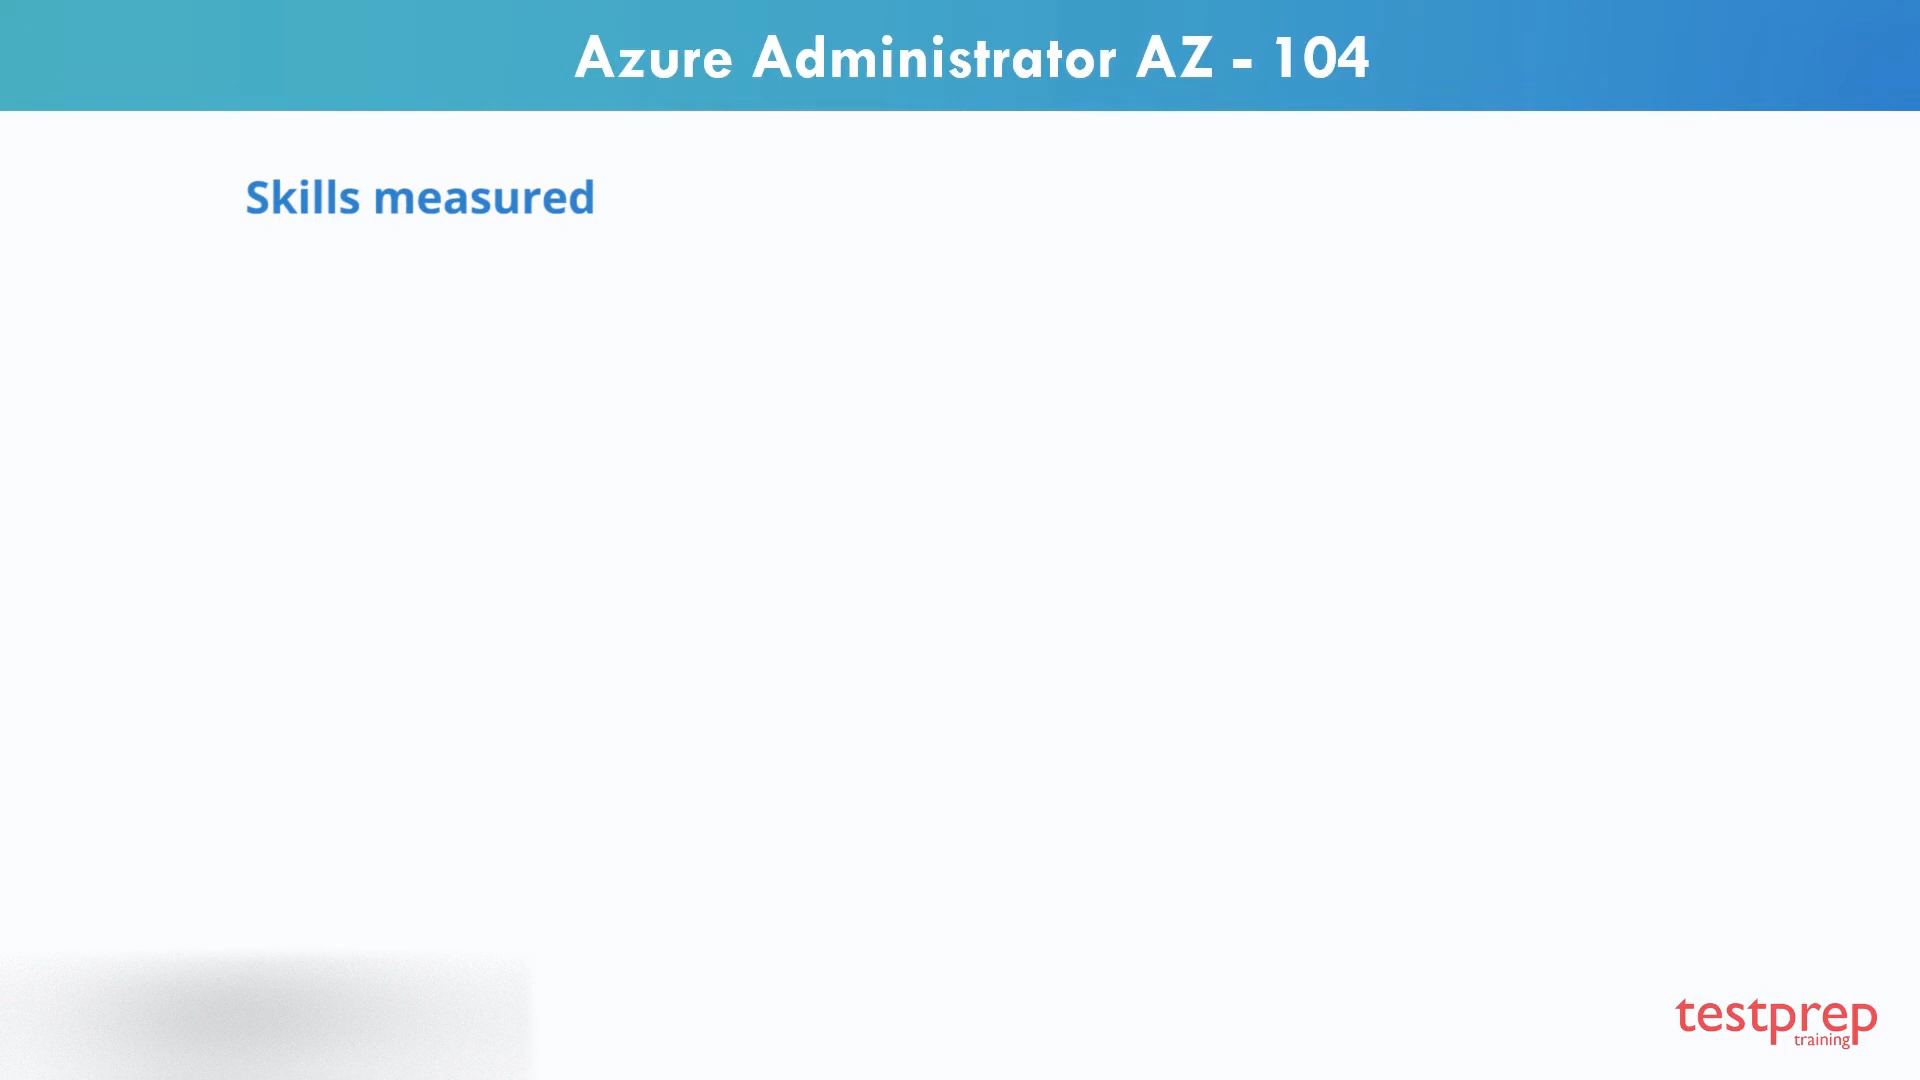 Azure Administrator AZ - 104
Skills measured
testprep
training